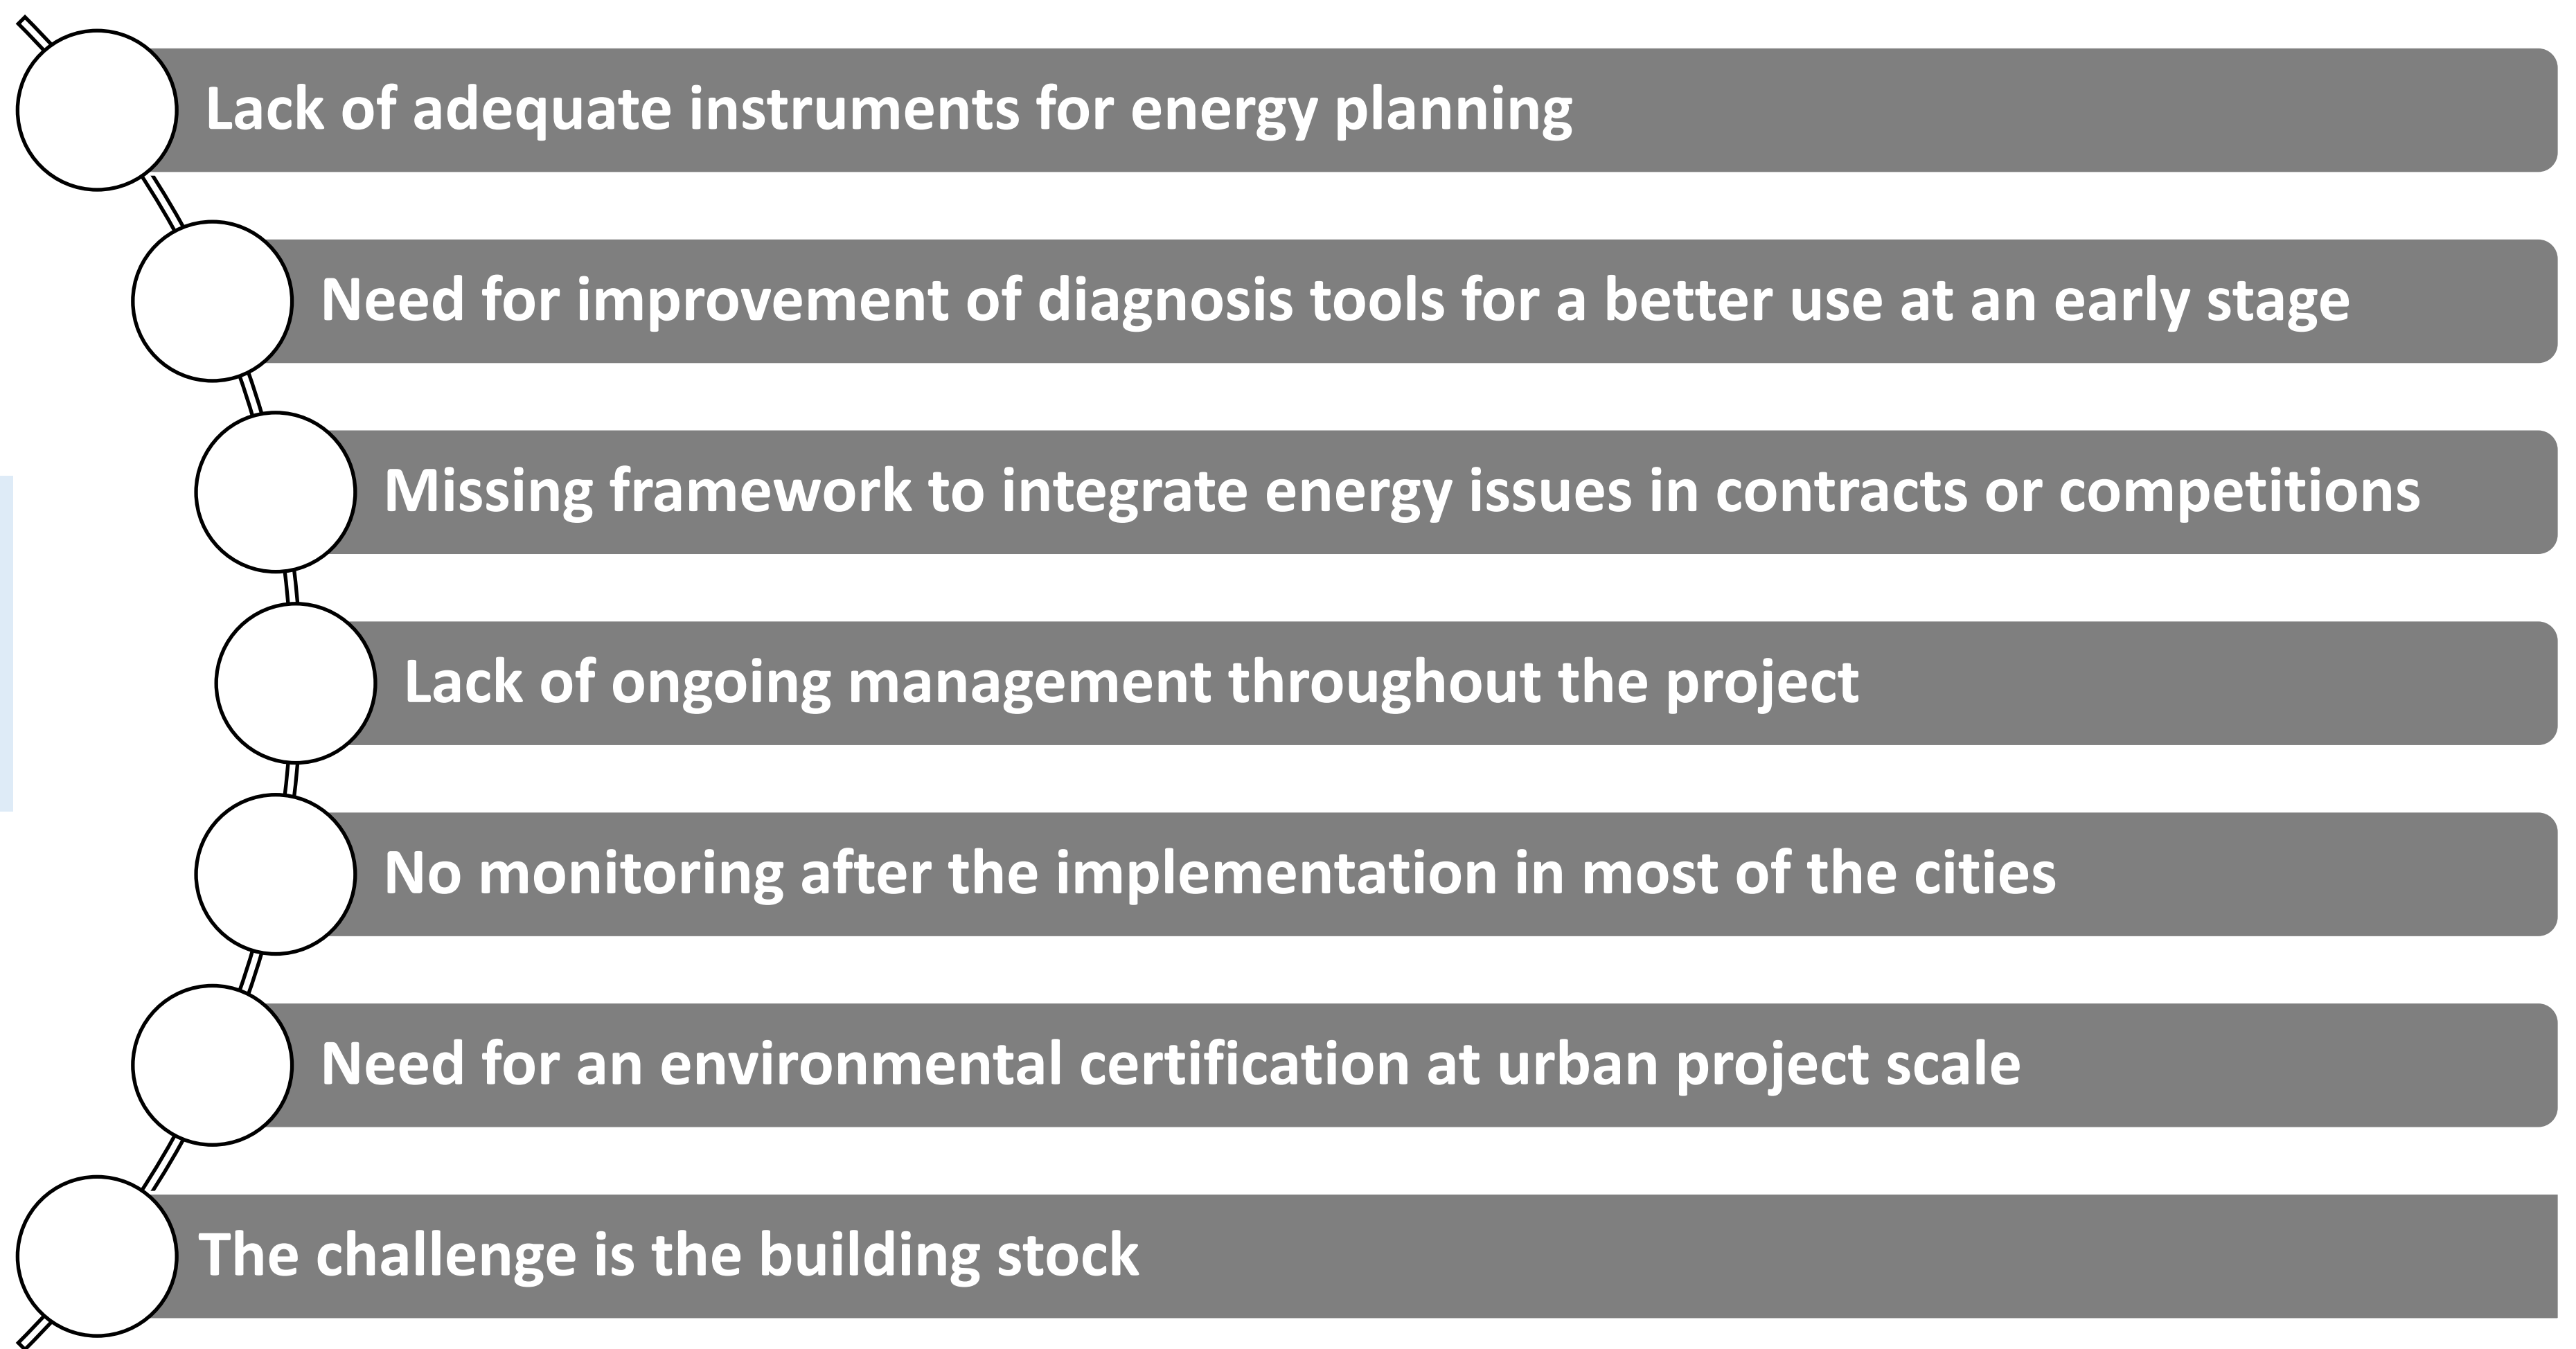 Lack of adequate instruments for energy planning
Need for improvement of diagnosis tools for a better use at an early stage
Missing framework to integrate energy issues in contracts or competitions
Lack of ongoing management throughout the project
No monitoring after the implementation in most of the cities
Need for an environmental certification at urban project scale
The challenge is the building stock